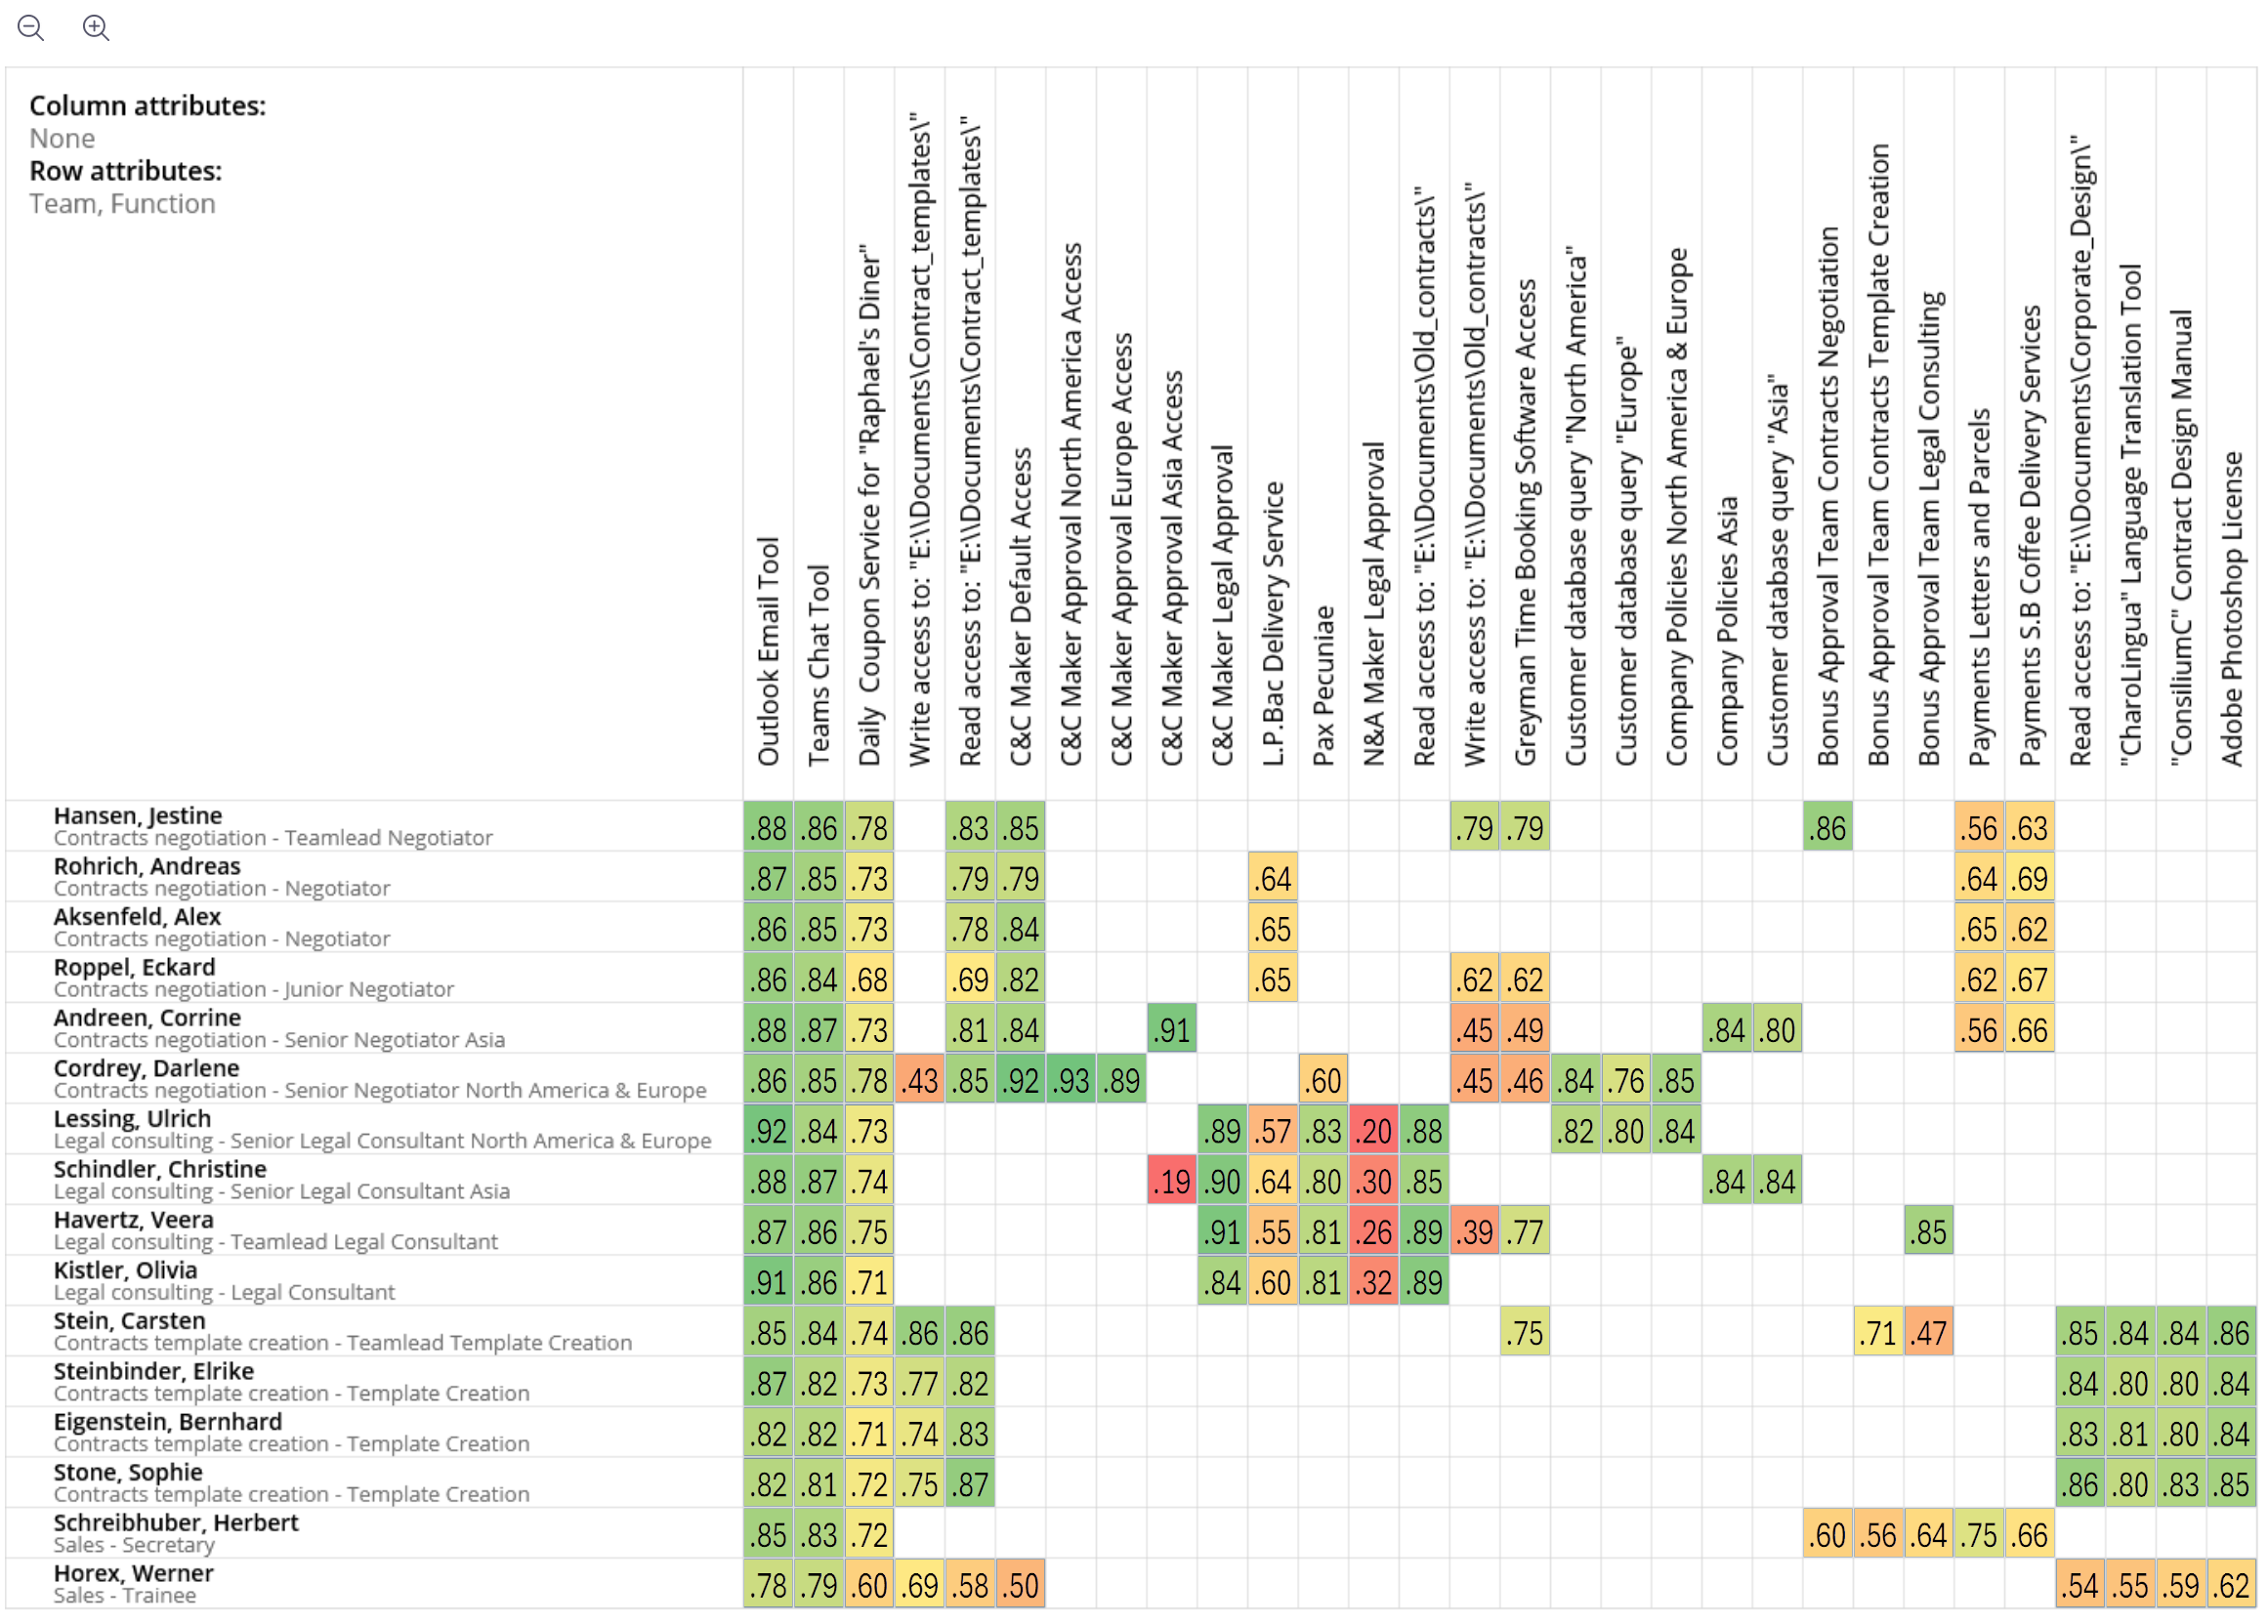 Column attributes:
None
Row attributes:
Team, Function
Outlook Email Tool
Teams Chat Tool
Daily  Coupon Service for "Raphael's Diner"
Write access to: "E:\\Documents\Contract_templates\"
Read access to: "E:\\Documents\Contract_templates\"
C&C Maker Default Access
C&C Maker Approval North America Access
C&C Maker Approval Europe Access
C&C Maker Approval Asia Access
C&C Maker Legal Approval
L.P.Bac Delivery Service
Pax Pecuniae
N&A Maker Legal Approval
Read access to: "E:\\Documents\Old_contracts\"
Write access to: "E:\\Documents\Old_contracts\"
Greyman Time Booking Software Access
Customer database query "North America"
Customer database query "Europe"
Company Policies North America & Europe
Company Policies Asia
Customer database query "Asia"
Bonus Approval Team Contracts Negotiation
Bonus Approval Team Contracts Template Creation
Bonus Approval Team Legal Consulting
Payments Letters and Parcels
Payments S.B Coffee Delivery Services
Read access to: "E:\\Documents\Corporate_Design\"
"CharoLingua" Language Translation Tool
"ConsiliumC" Contract Design Manual
Adobe Photoshop License
Hansen, Jestine
Contracts negotiation - Teamlead Negotiator
.88 .86 .78 .83 .85 .79 .79 .86 .56 .63
Rohrich, Andreas
Contracts negotiation - Negotiator
.87 .85 .73 .79 .79 .64 .64 .69
Aksenfeld, Alex
Contracts negotiation - Negotiator
.86 .85 .73 .78 .84 .65 .65 .62
Roppel, Eckard
Contracts negotiation - Junior Negotiator
.86 .84 .68 .69 .82 .65 .62 .62 .62 .67
Andreen, Corrine
Contracts negotiation - Senior Negotiator Asia
.88 .87 .73 .81 .84 .91 .45 .49 .84 .80 .56 .66
Cordrey, Darlene
Contracts negotiation - Senior Negotiator North America & Europe
.86 .85 .78 .43 .85 .92 .93 .89 .60 .45 .46 .84 .76 .85
Lessing, Ulrich
Legal consulting - Senior Legal Consultant North America & Europe
.92 .84 .73 .89 .57 .83 .20 .88 .82 .80 .84
Schindler, Christine
Legal consulting - Senior Legal Consultant Asia
.88 .87 .74 .19 .90 .64 .80 .30 .85 .84 .84
Havertz, Veera
Legal consulting - Teamlead Legal Consultant
.87 .86 .75 .91 .55 .81 .26 .89 .39 .77 .85
Kistler, Olivia
Legal consulting - Legal Consultant
.91 .86 .71 .84 .60 .81 .32 .89
Stein, Carsten
Contracts template creation - Teamlead Template Creation
.85 .84 .74 .86 .86 .75 .71 .47 .85 .84 .84 .86
Steinbinder, Elrike
Contracts template creation - Template Creation
.87 .82 .73 .77 .82 .84 .80 .80 .84
Eigenstein, Bernhard
Contracts template creation - Template Creation
.82 .82 .71 .74 .83 .83 .81 .80 .84
Stone, Sophie
Contracts template creation - Template Creation
.82 .81 .72 .75 .87 .86 .80 .83 .85
Schreibhuber, Herbert
Sales - Secretary
.85 .83 .72 .60 .56 .64 .75 .66
Horex, Werner
Sales - Trainee
.78 .79 .60 .69 .58 .50 .54 .55 .59 .62